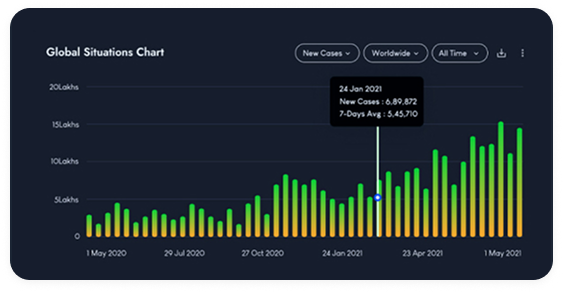 Global Situations Chart
New Cases
Worldwide
All Time
20Lakhs
24 Jan 2021
New Cases : 6,89,872
7-Days Avg : 5,45,710
15Lakhs
10Lakhs
5Lakhs
0
1 May 2020
29 Jul 2020
27 Oct 2020
24 Jan 2021
23 Apr 2021
1 May 2021